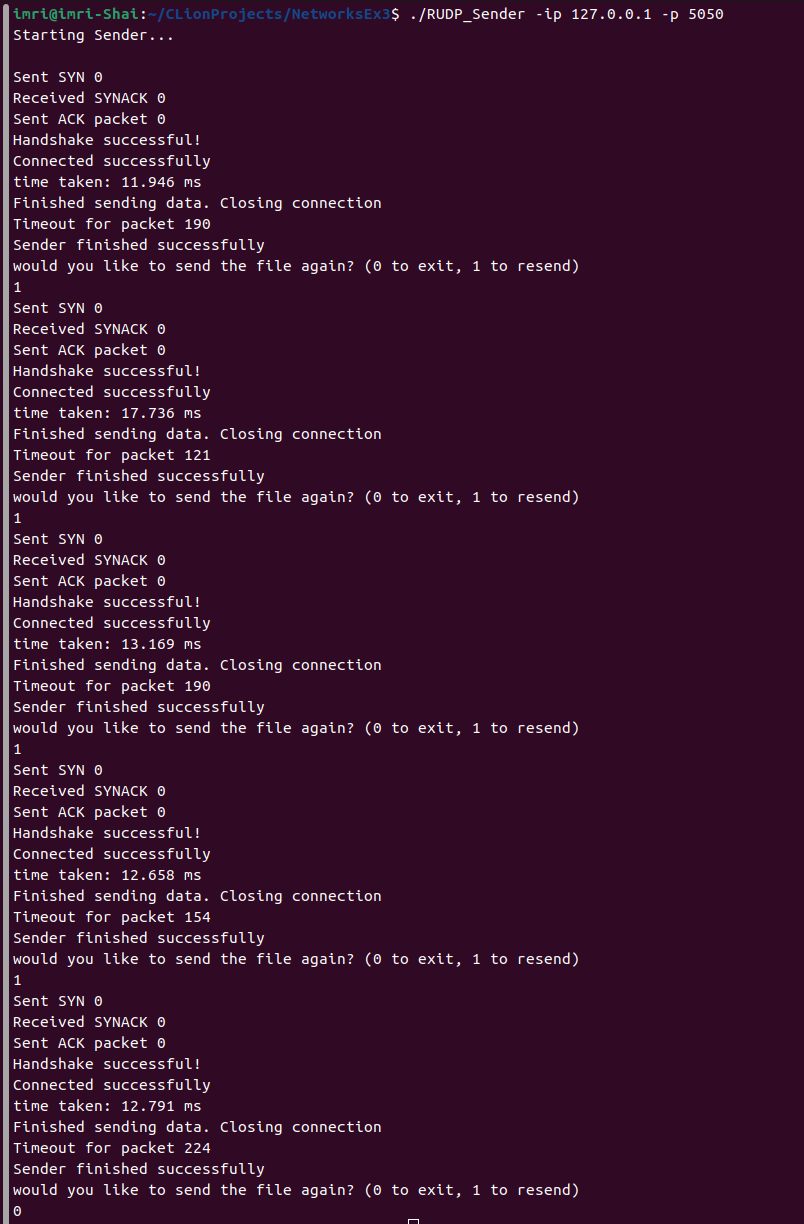 imri@imri-Shai:~/CLionProjects/NetworksEx3$ ./RUDP_Sender -ip 127.0.0.1 -p 5050
Starting Sender...
Sent SYN 0
Received SYNACK 0
Sent ACK packet 0
Handshake successful!
Connected successfully
time taken: 11.946 ms
Finished sending data. Closing connection
Timeout for packet 190
Sender finished successfully
would you like to send the file again? (0 to exit, 1 to resend)
1
Sent SYN 0
Received SYNACK 0
Sent ACK packet 0
Handshake successful!
Connected successfully
time taken: 17.736 ms
Finished sending data. Closing connection
Timeout for packet 121
Sender finished successfully
would you like to send the file again? (0 to exit, 1 to resend)
1
Sent SYN 0
Received SYNACK 0
Sent ACK packet 0
Handshake successful!
Connected successfully
time taken: 13.169 ms
Finished sending data. Closing connection
Timeout for packet 190
Sender finished successfully
would you like to send the file again? (0 to exit, 1 to resend)
1
Sent SYN 0
Received SYNACK 0
Sent ACK packet 0
Handshake successful!
Connected successfully
time taken: 12.658 ms
Finished sending data. Closing connection
Timeout for packet 154
Sender finished successfully
would you like to send the file again? (0 to exit, 1 to resend)
1
Sent SYN 0
Received SYNACK 0
Sent ACK packet 0
Handshake successful!
Connected successfully
time taken: 12.791 ms
Finished sending data. Closing connection
Timeout for packet 224
Sender finished successfully
would you like to send the file again? (0 to exit, 1 to resend)
0